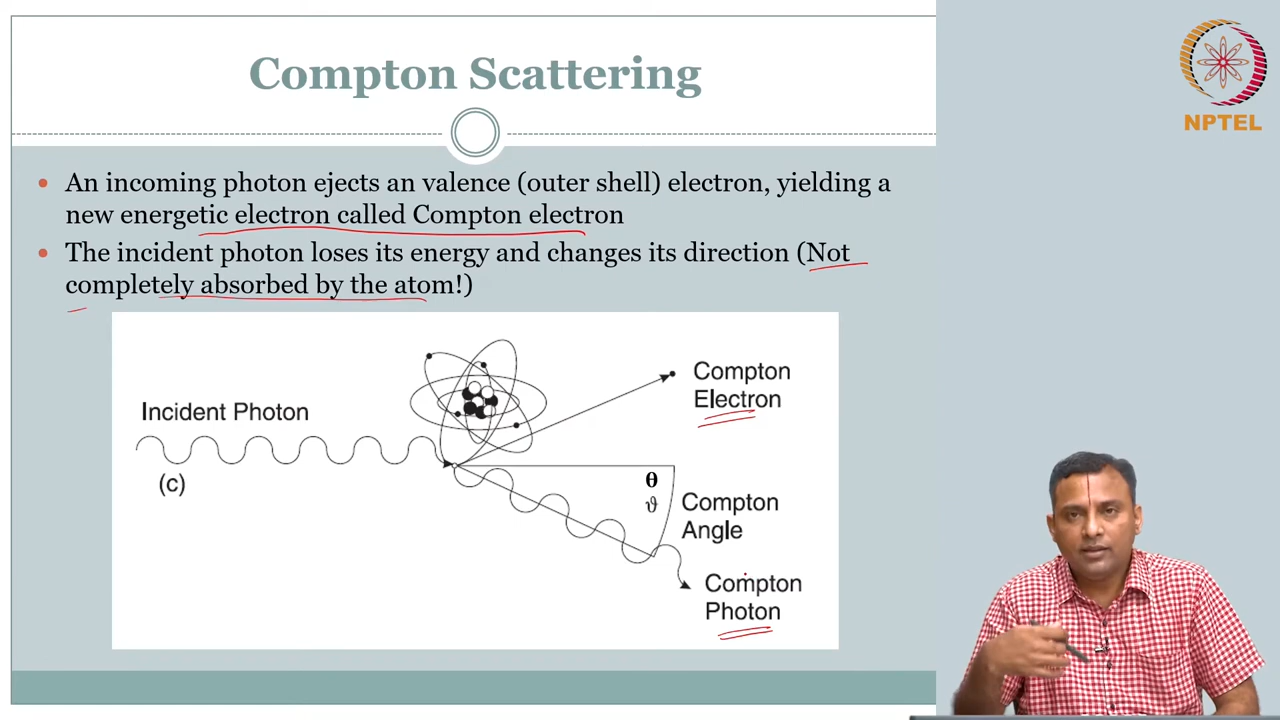 Compton Scattering
NPTEL
• An incoming photon ejects an valence (outer shell) electron, yielding a
new energetic electron called Compton electron
• The incident photon loses its energy and changes its direction (Not
completely absorbed by the atom!)
Incident Photon
(c)
Compton
Electron
θ
ϑ
Compton
Angle
Compton
Photon